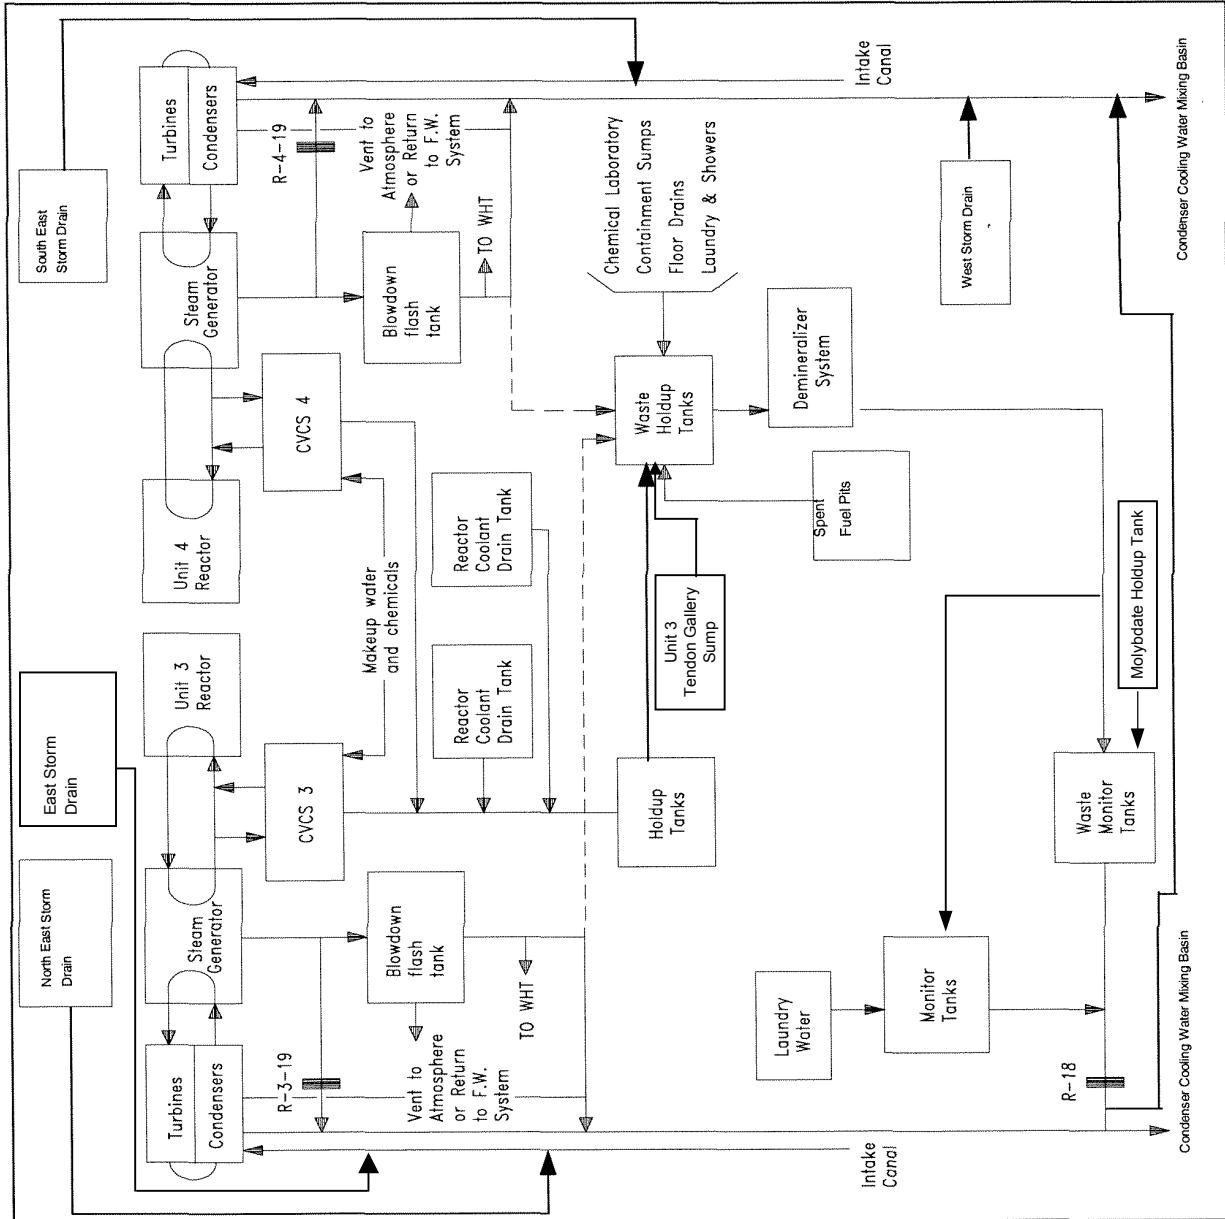 South East
Storm Drain
East Storm
Drain
North East Storm
Drain
Turbines
Condensers
Steam
Generator
Unit 4
Reactor
Unit 3
Reactor
Steam
Generator
Turbines
Condensers
R-4-19
Vent to
Atmosphere
or Return
to F.W.
System
Blowdown
flash
tank
TO WHT
CVCS 4
Makeup water
and chemicals
CVCS 3
Reactor
Coolant
Drain Tank
Reactor
Coolant
Drain Tank
R-3-19
Vent to
Atmosphere
or Return
to F.W.
System
Blowdown
flash
tank
TO WHT
Chemical Laboratory
Containment Sumps
Floor Drains
Laundry & Showers
Waste
Holdup
Tanks
Demineralizer
System
Spent
Fuel Pits
Unit 3
Tendon Gallery
Sump
Holdup
Tanks
Laundry
Water
Monitor
Tanks
Intake
Canal
Intake
Canal
West Storm Drain
Molybdate Holdup Tank
Waste
Monitor
Tanks
R-18
Condenser Cooling Water Mixing Basin
Condenser Cooling Water Mixing Basin